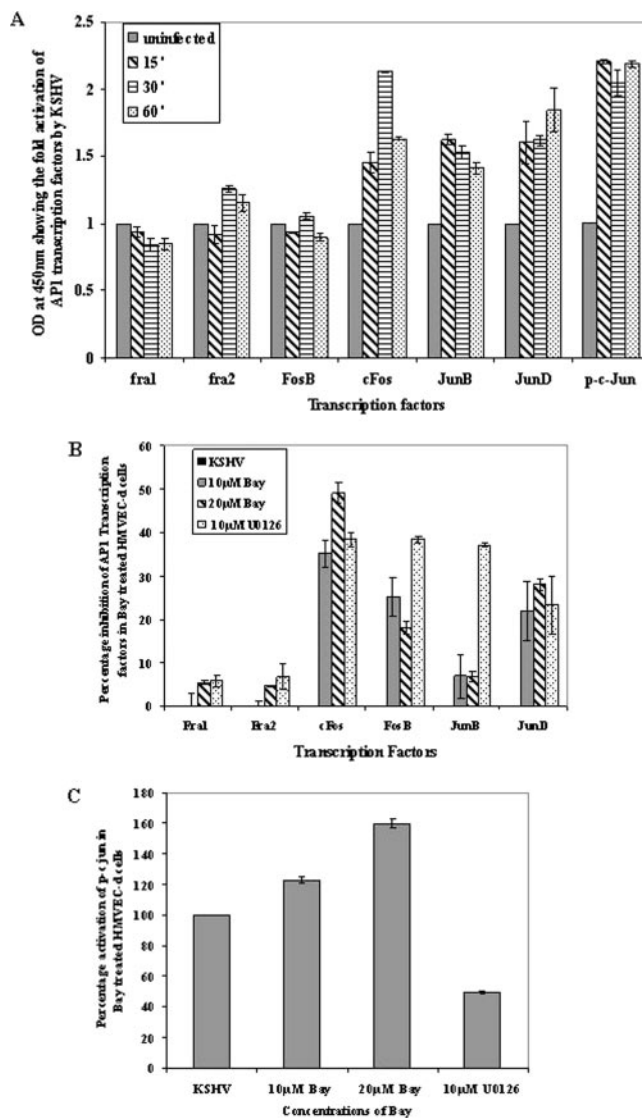 A
OD at 450nm showing the fold activation of
AP1 transcription factors by KSHV
2.5
2
1.5
1
0.5
0
uninfected
15'
30'
60'
fra1
fra2
FosB
cFos
JunB
JunD
p-c-Jun
Transcription factors
B
Percentage inhibition of AP1 Transcription
factors in Bay treated HMVEC-d cells
60
50
40
30
20
10
0
KSHV
10µM Bay
20µM Bay
10µM U0126
Fra1
Fra2
cFos
FosB
JunB
JunD
Transcription Factors
C
Percentage activation of p-c jun in
Bay treated HMVEC-d cells
180
160
140
120
100
80
60
40
20
0
KSHV
10µM Bay
20µM Bay
10µM U0126
Concentrations of Bay